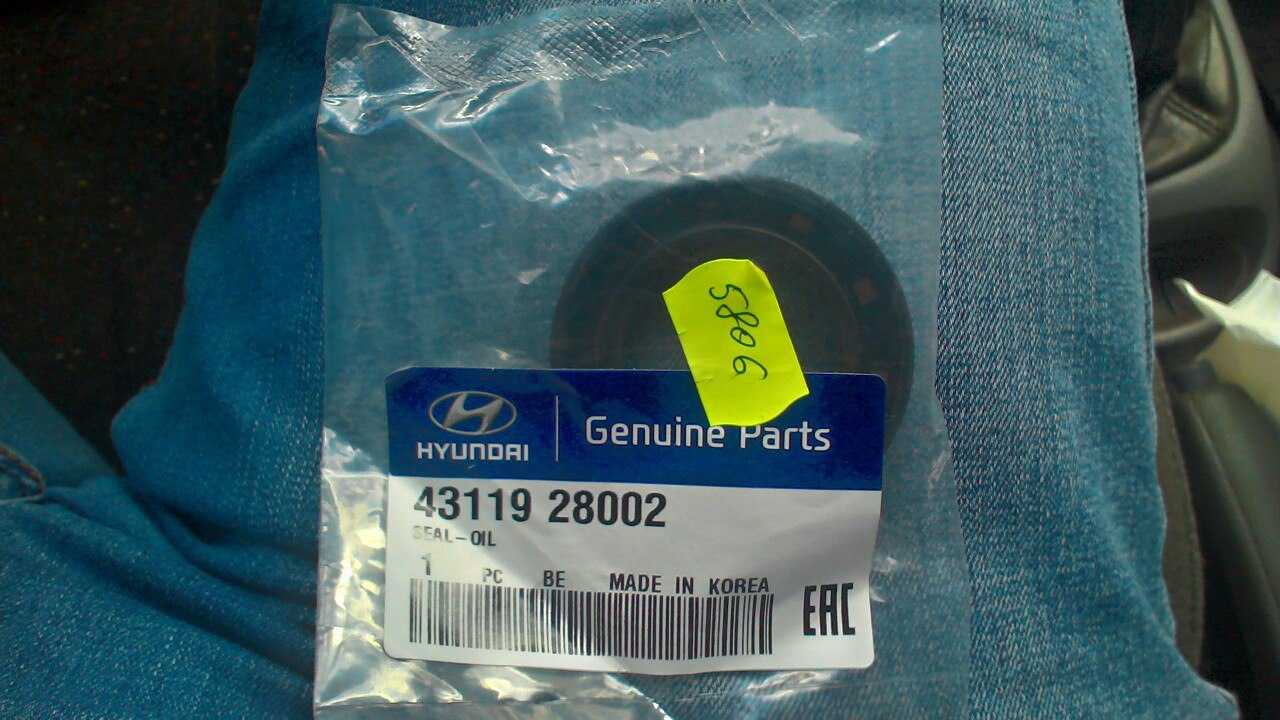 5806
HYUNDAI
Genuine Parts
43119 28002
SEAL-OIL
1 PC BE MADE IN KOREA
EAC